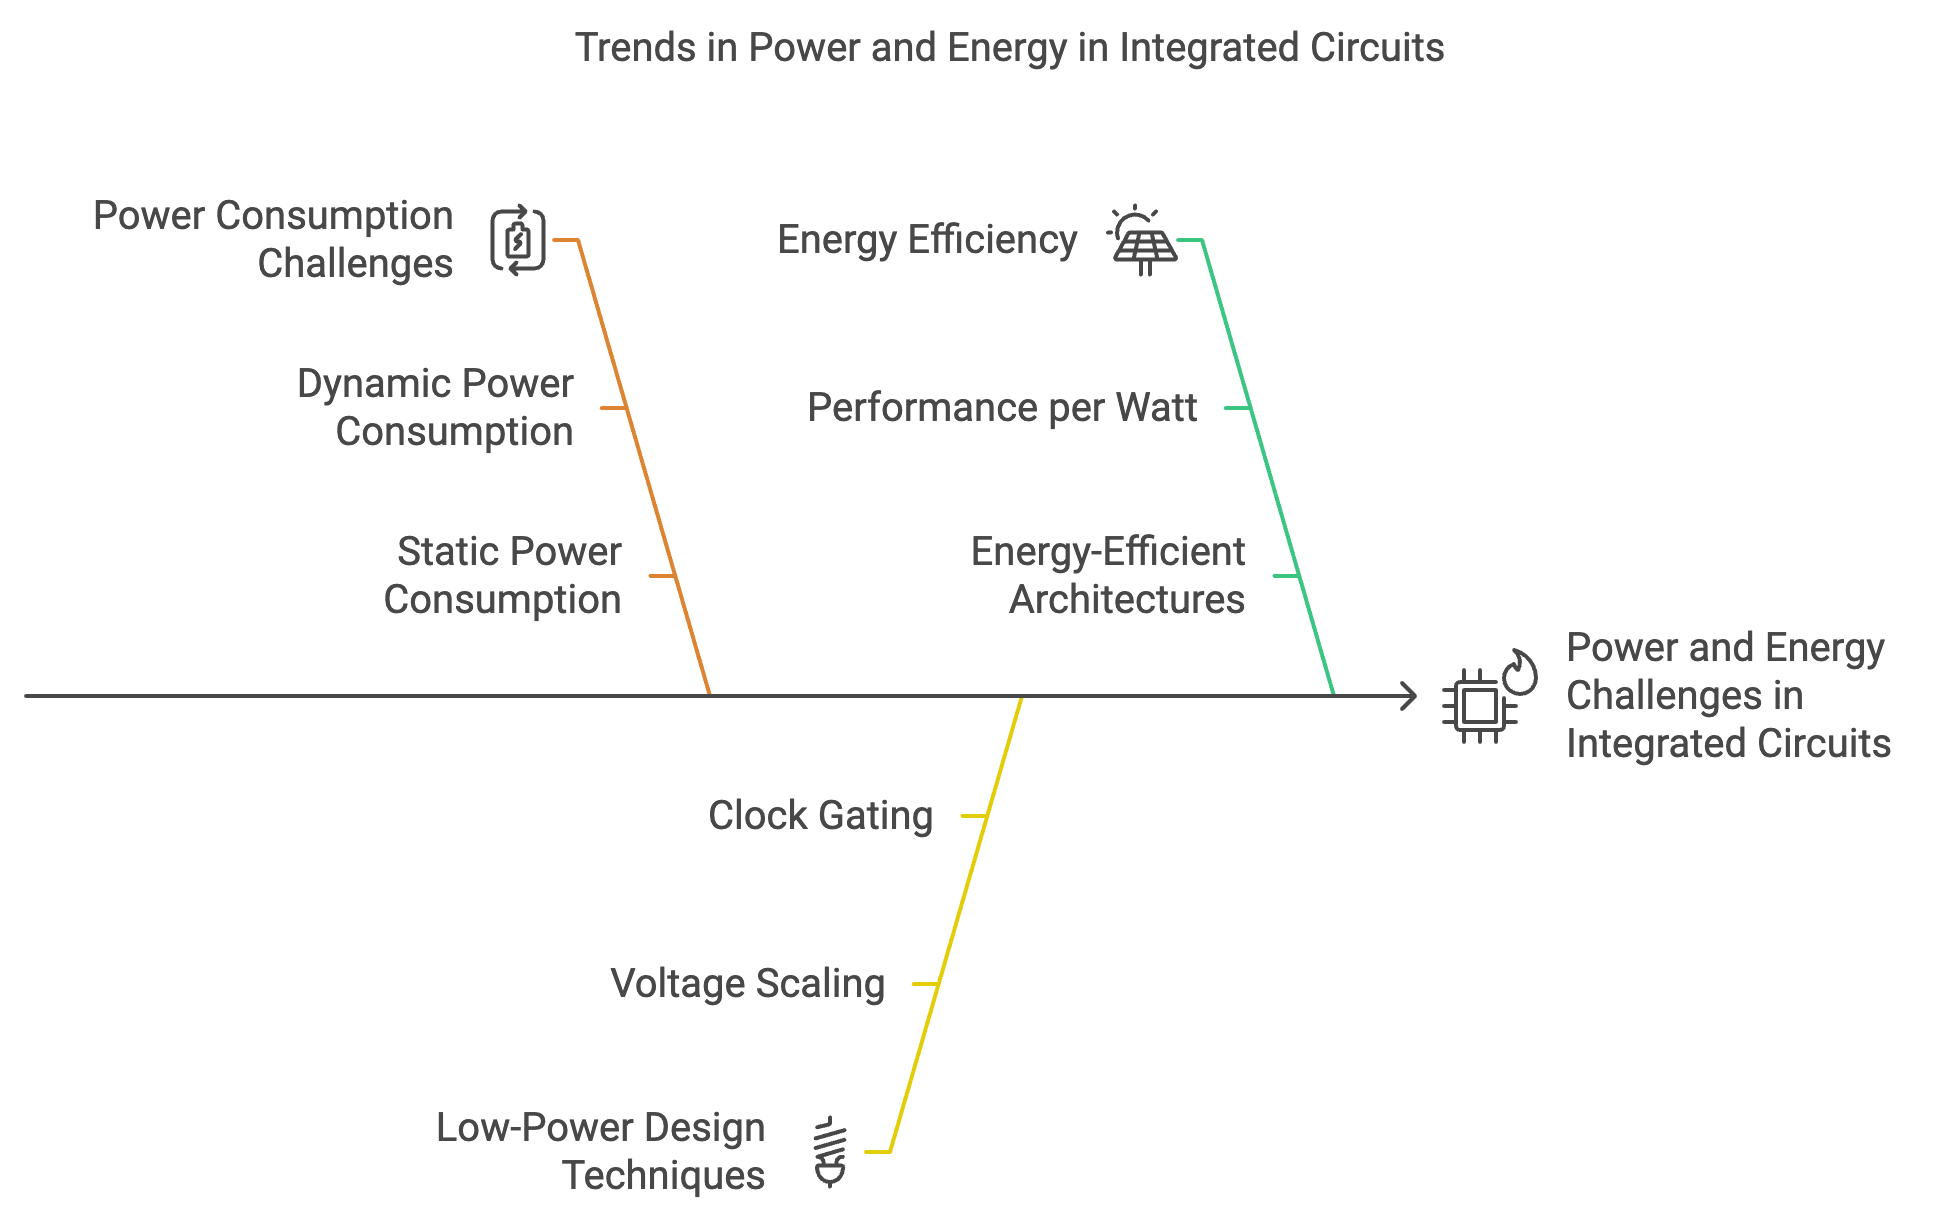 Trends in Power and Energy in Integrated Circuits
Power Consumption
Challenges
Energy Efficiency
Dynamic Power
Consumption
Performance per Watt
Static Power
Consumption
Energy-Efficient
Architectures
Power and Energy
Challenges in
Integrated Circuits
Clock Gating
Voltage Scaling
Low-Power Design
Techniques